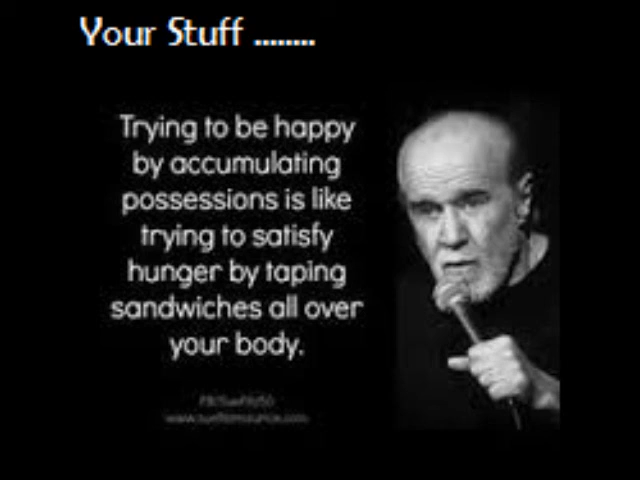 Your Stuff ........
Trying to be happy
by accumulating
possessions is like
trying to satisfy
hunger by taping
sandwiches all over
your body.